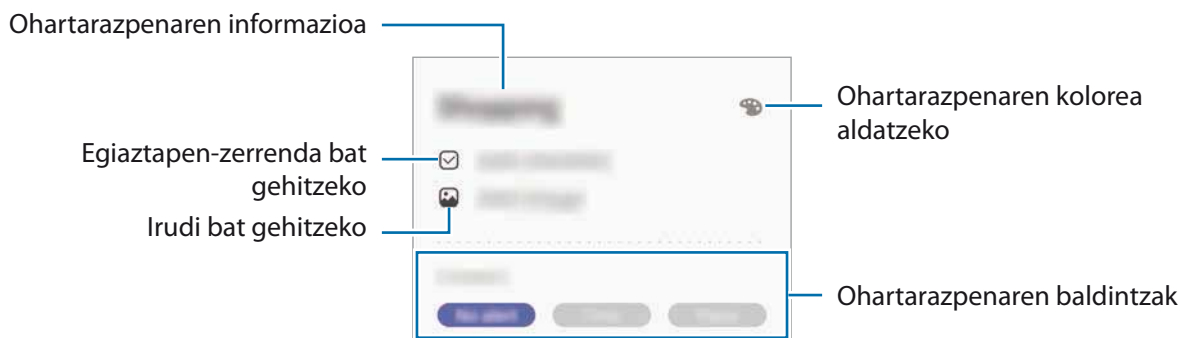 Ohartarazpenaren informazioa
Ohartarazpenaren kolorea
aldatzeko
Egiaztapen-zerrenda bat
gehitzeko
Irudi bat gehitzeko
Ohartarazpenaren baldintzak